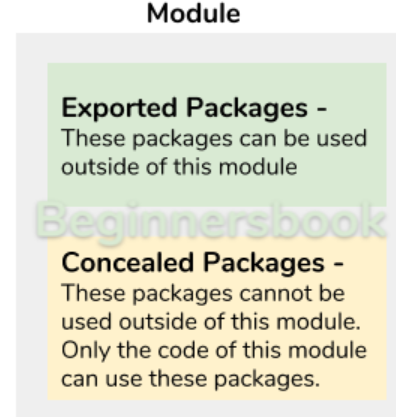 Module
Exported Packages -
These packages can be used
outside of this module
Beginnersbook
Concealed Packages -
These packages cannot be
used outside of this module.
Only the code of this module
can use these packages.